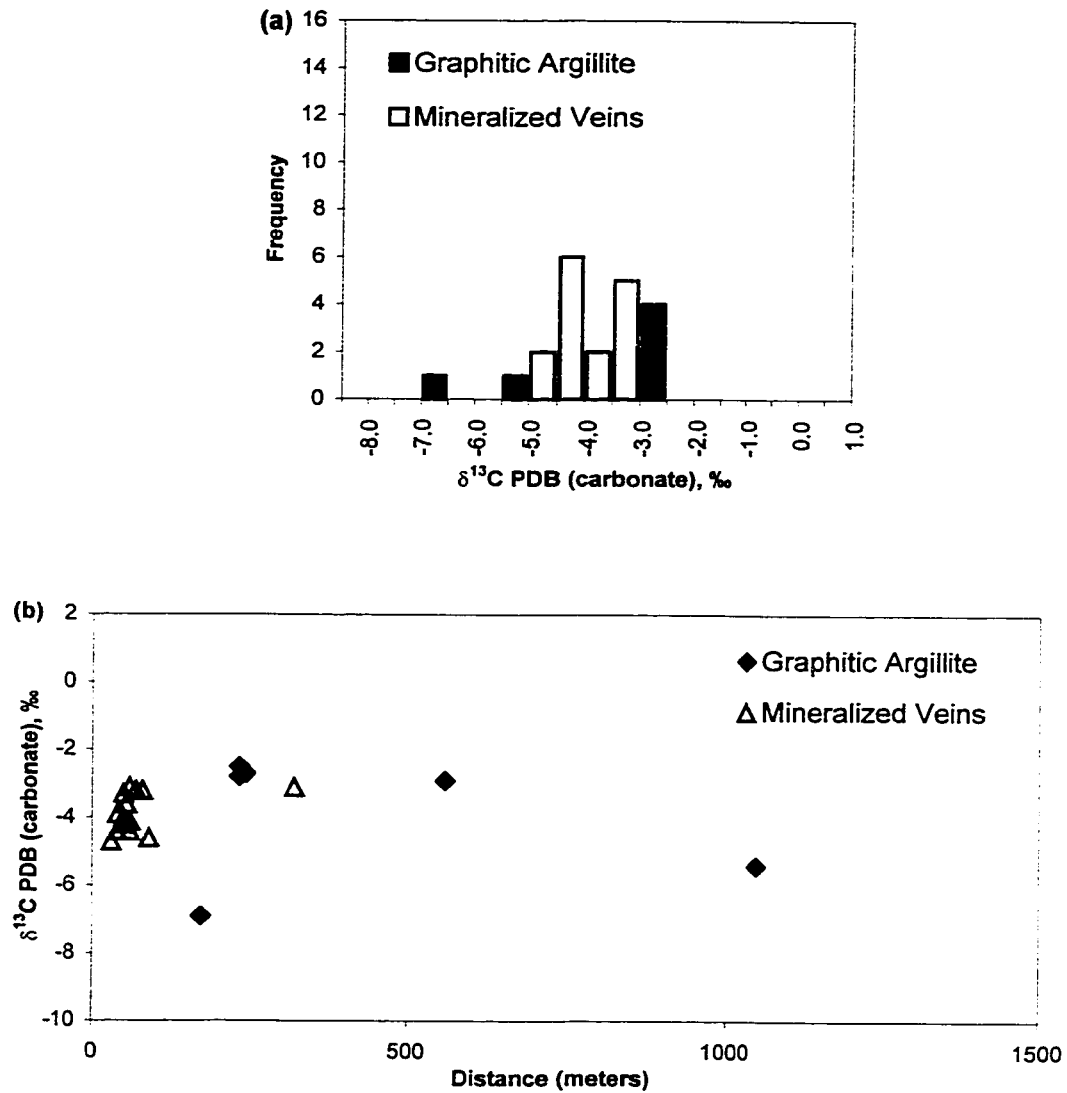 (a)
16
14
12
10
8
6
4
2
0
Frequency
Graphitic Argillite
Mineralized Veins
-8.0 -7.0 -6.0 -5.0 -4.0 -3.0 -2.0 -1.0 0.0 1.0
δ¹³C PDB (carbonate), ‰
(b)
2
0
-2
-4
-6
-8
-10
δ¹³C PDB (carbonate), ‰
Graphitic Argillite
Mineralized Veins
0 500 1000 1500
Distance (meters)